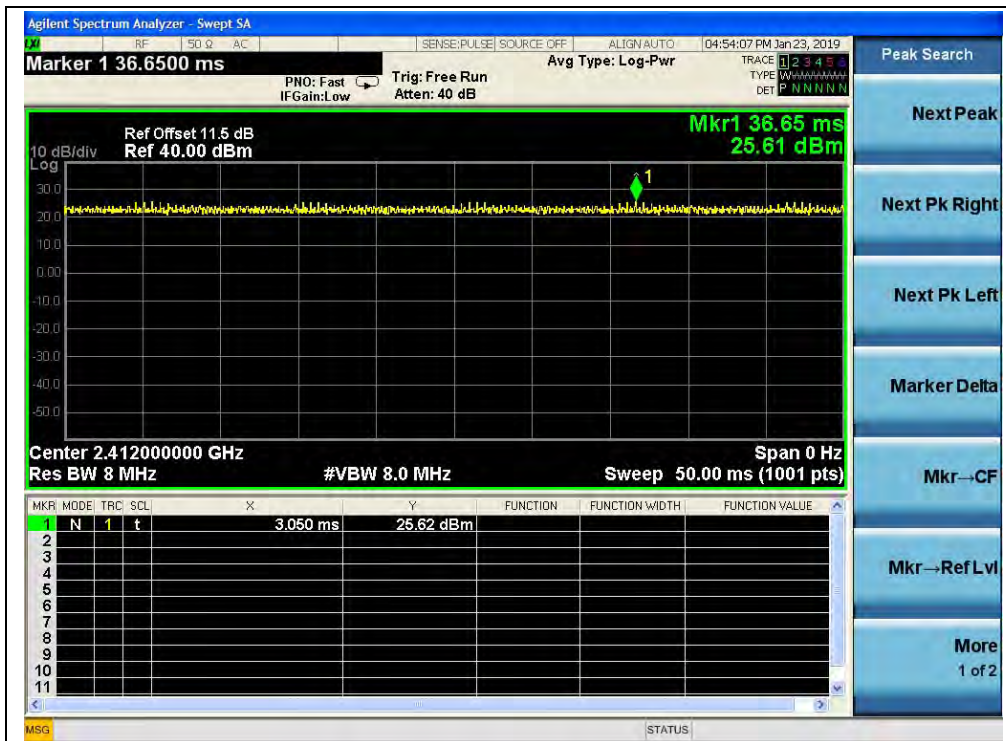 Agilent Spectrum Analyzer - Swept SA
LXI RF 50 Ω AC SENSE:PULSE SOURCE OFF ALIGN AUTO 04:54:07 PM Jan 23, 2019
Marker 1 36.6500 ms
PNO: Fast
IFGain:Low
Trig: Free Run
Atten: 40 dB
Avg Type: Log-Pwr
TRACE 1 2 3 4 5 6
TYPE WWWWWWW
DET P N N N N N
Ref Offset 11.5 dB
10 dB/div Ref 40.00 dBm
Log
Mkr1 36.65 ms
25.61 dBm
1
30.0
20.0
10.0
0.00
-10.0
-20.0
-30.0
-40.0
-50.0
Center 2.412000000 GHz Span 0 Hz
Res BW 8 MHz #VBW 8.0 MHz Sweep 50.00 ms (1001 pts)
MKR MODE TRC SCL X Y FUNCTION FUNCTION WIDTH FUNCTION VALUE
1 N 1 t 3.050 ms 25.62 dBm
2
3
4
5
6
7
8
9
10
11
MSG STATUS
Peak Search
Next Peak
Next Pk Right
Next Pk Left
Marker Delta
Mkr→CF
Mkr→Ref Lvl
More
1 of 2